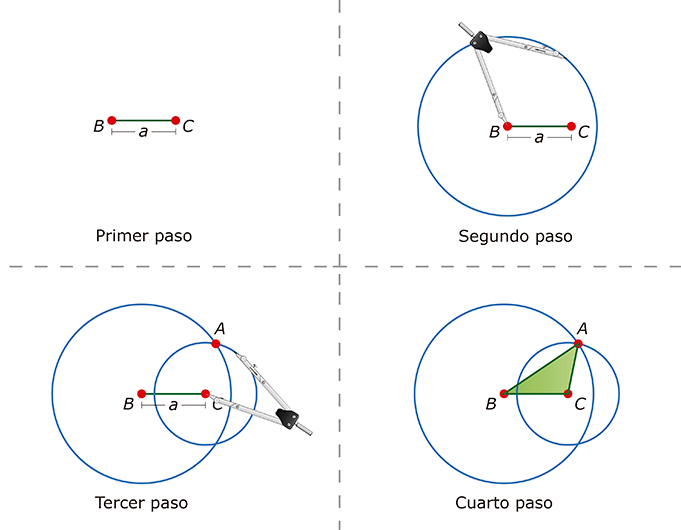 B a C
Primer paso
B a C
Segundo paso
A
B a C
Tercer paso
A
B C
Cuarto paso